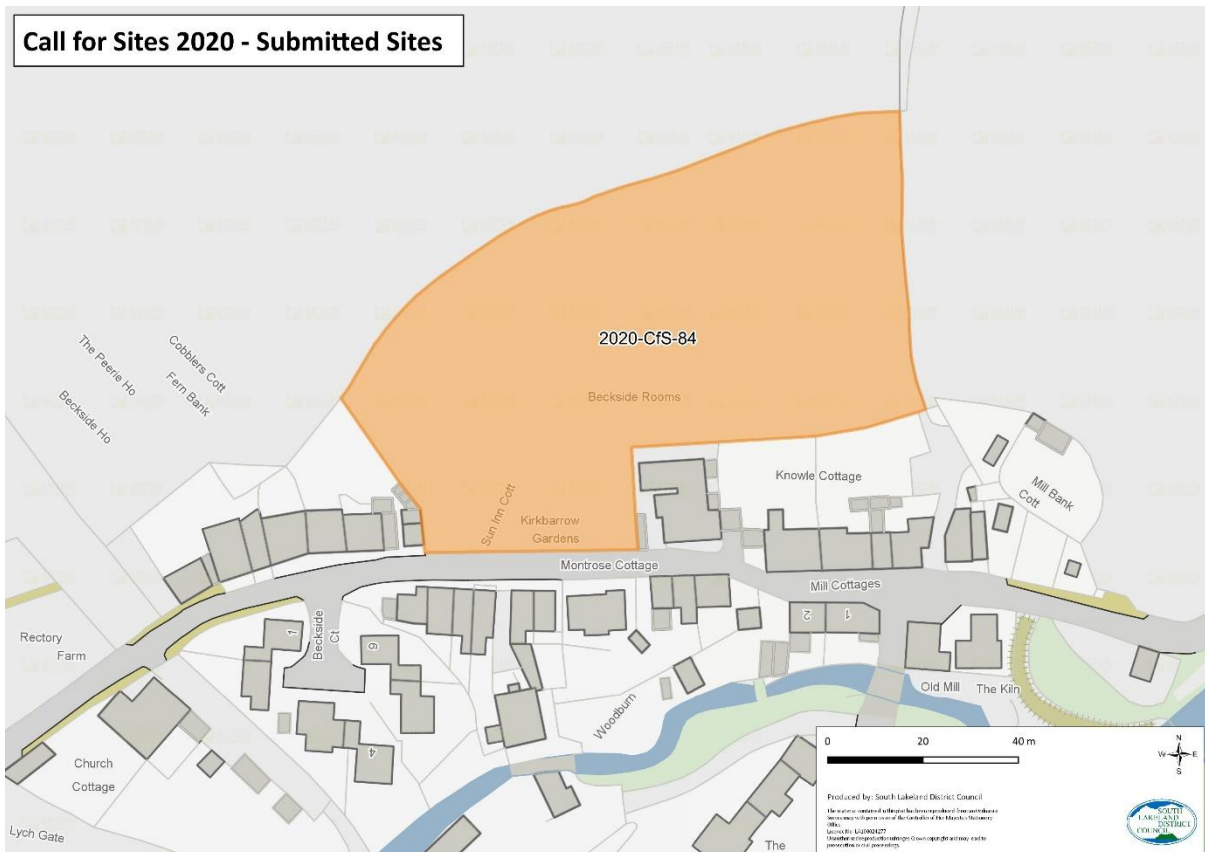 Call for Sites 2020 - Submitted Sites
2020-CfS-84
Beckside Rooms
The Peerie Ho
Cobblers Cott
Fern Bank
Beckside Ho
Knowle Cottage
Mill Bank
Cott
Sun Inn Cott
Kirkbarrow
Gardens
Montrose Cottage
Mill Cottages
Rectory
Farm
1
Beckside
Ct
6
2
1
Old Mill
The Kiln
Woodburn
4
Church
Cottage
Lych Gate
The
0
20
40 m
N
W
E
S
Produced by: South Lakeland District Council
SOUTH
LAKELAND
DISTRICT
COUNCIL